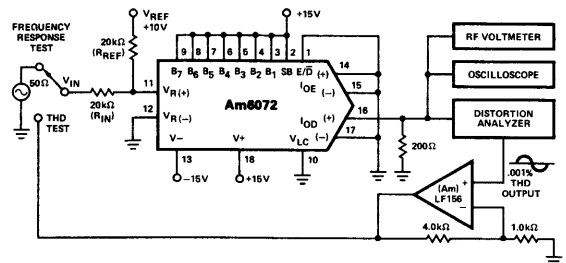 FREQUENCY
RESPONSE
TEST
V_REF
+10V
+15V
20kΩ
(R_REF)
9 8 7 6 5 4 3 2 1
B7 B6 B5 B4 B3 B2 B1 SB E/D̅
50Ω
V_IN
20kΩ
(R_IN)
THD
TEST
11
V_R(+)
12
V_R(−)
Am6072
V−
V+
V_LC
13
18
10
−15V
+15V
14
(+)
I_OE
15
(−)
16
I_OD
(+)
17
(−)
200Ω
RF VOLTMETER
OSCILLOSCOPE
DISTORTION
ANALYZER
.001%
THD
OUTPUT
(Am)
LF156
+
−
4.0kΩ
1.0kΩ